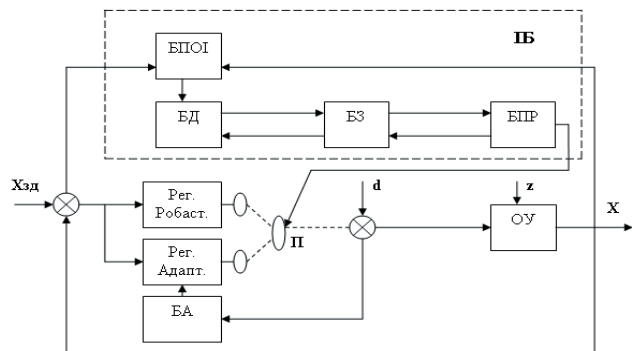 ІБ
БПОІ
БД
БЗ
БПР
Хзд
Рег.
Робаст.
d
z
П
ОУ
Х
Рег.
Адапт.
БА